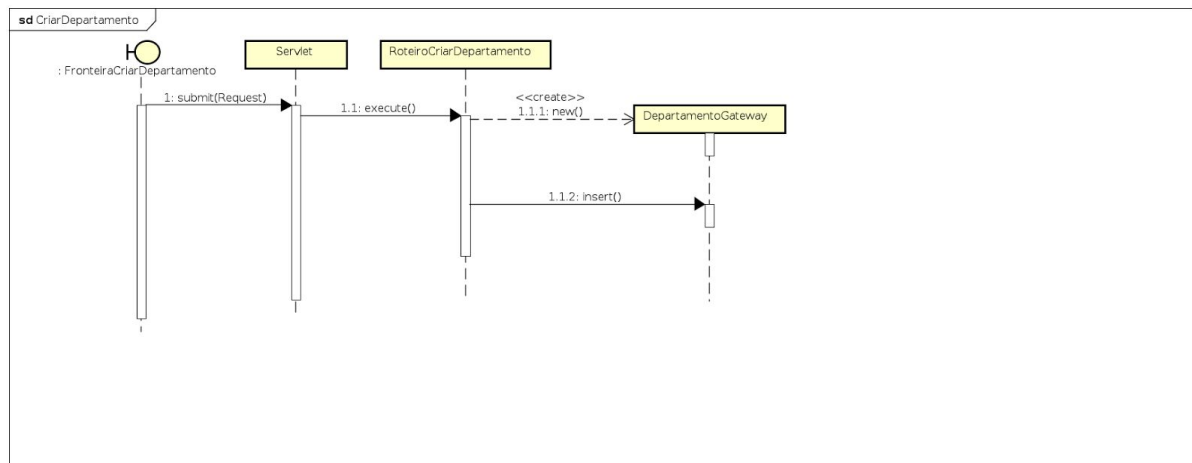 sd CriarDepartamento
: FronteiraCriarDepartamento
Servlet
RoteiroCriarDepartamento
1: submit(Request)
1.1: execute()
<<create>>
1.1.1: new()
DepartamentoGateway
1.1.2: insert()